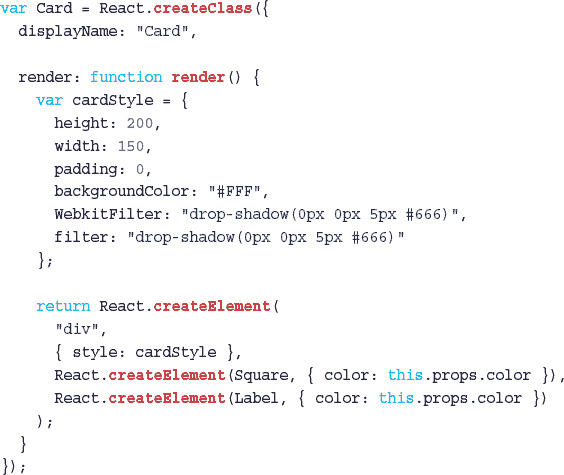 var Card = React.createClass({
  displayName: "Card",

  render: function render() {
    var cardStyle = {
      height: 200,
      width: 150,
      padding: 0,
      backgroundColor: "#FFF",
      WebkitFilter: "drop-shadow(0px 0px 5px #666)",
      filter: "drop-shadow(0px 0px 5px #666)"
    };

    return React.createElement(
      "div",
      { style: cardStyle },
      React.createElement(Square, { color: this.props.color }),
      React.createElement(Label, { color: this.props.color })
    );
  }
});